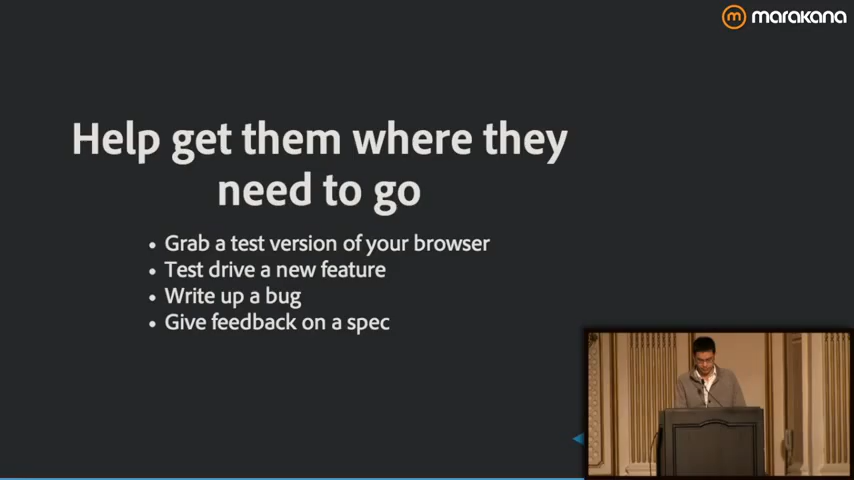 marakana
Help get them where they
need to go
• Grab a test version of your browser
• Test drive a new feature
• Write up a bug
• Give feedback on a spec